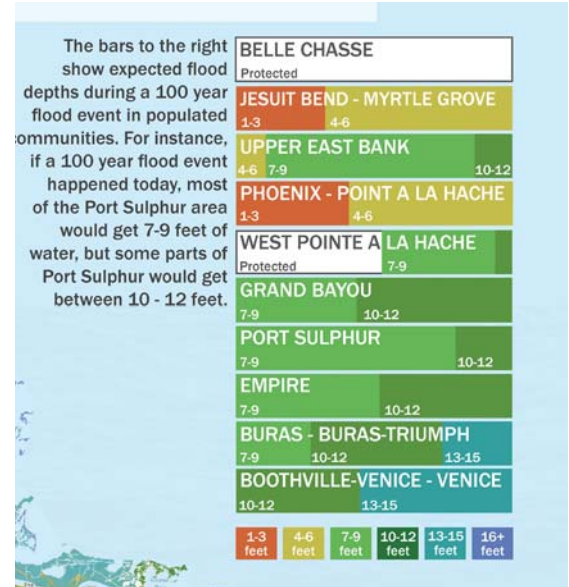 The bars to the right
show expected flood
depths during a 100 year
flood event in populated
communities. For instance,
if a 100 year flood event
happened today, most
of the Port Sulphur area
would get 7-9 feet of
water, but some parts of
Port Sulphur would get
between 10 - 12 feet.
BELLE CHASSE
Protected
JESUIT BEND - MYRTLE GROVE
1-3 4-6
UPPER EAST BANK
4-6 7-9 10-12
PHOENIX - POINT A LA HACHE
1-3 4-6
WEST POINTE A LA HACHE
Protected 7-9
GRAND BAYOU
7-9 10-12
PORT SULPHUR
7-9 10-12
EMPIRE
7-9 10-12
BURAS - BURAS-TRIUMPH
7-9 10-12 13-15
BOOTHVILLE-VENICE - VENICE
10-12 13-15
1-3 4-6 7-9 10-12 13-15 16+
feet feet feet feet feet feet